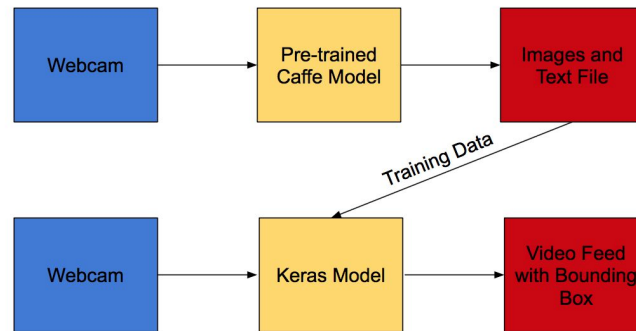 Webcam
Pre-trained
Caffe Model
Images and
Text File
Training Data
Webcam
Keras Model
Video Feed
with Bounding
Box